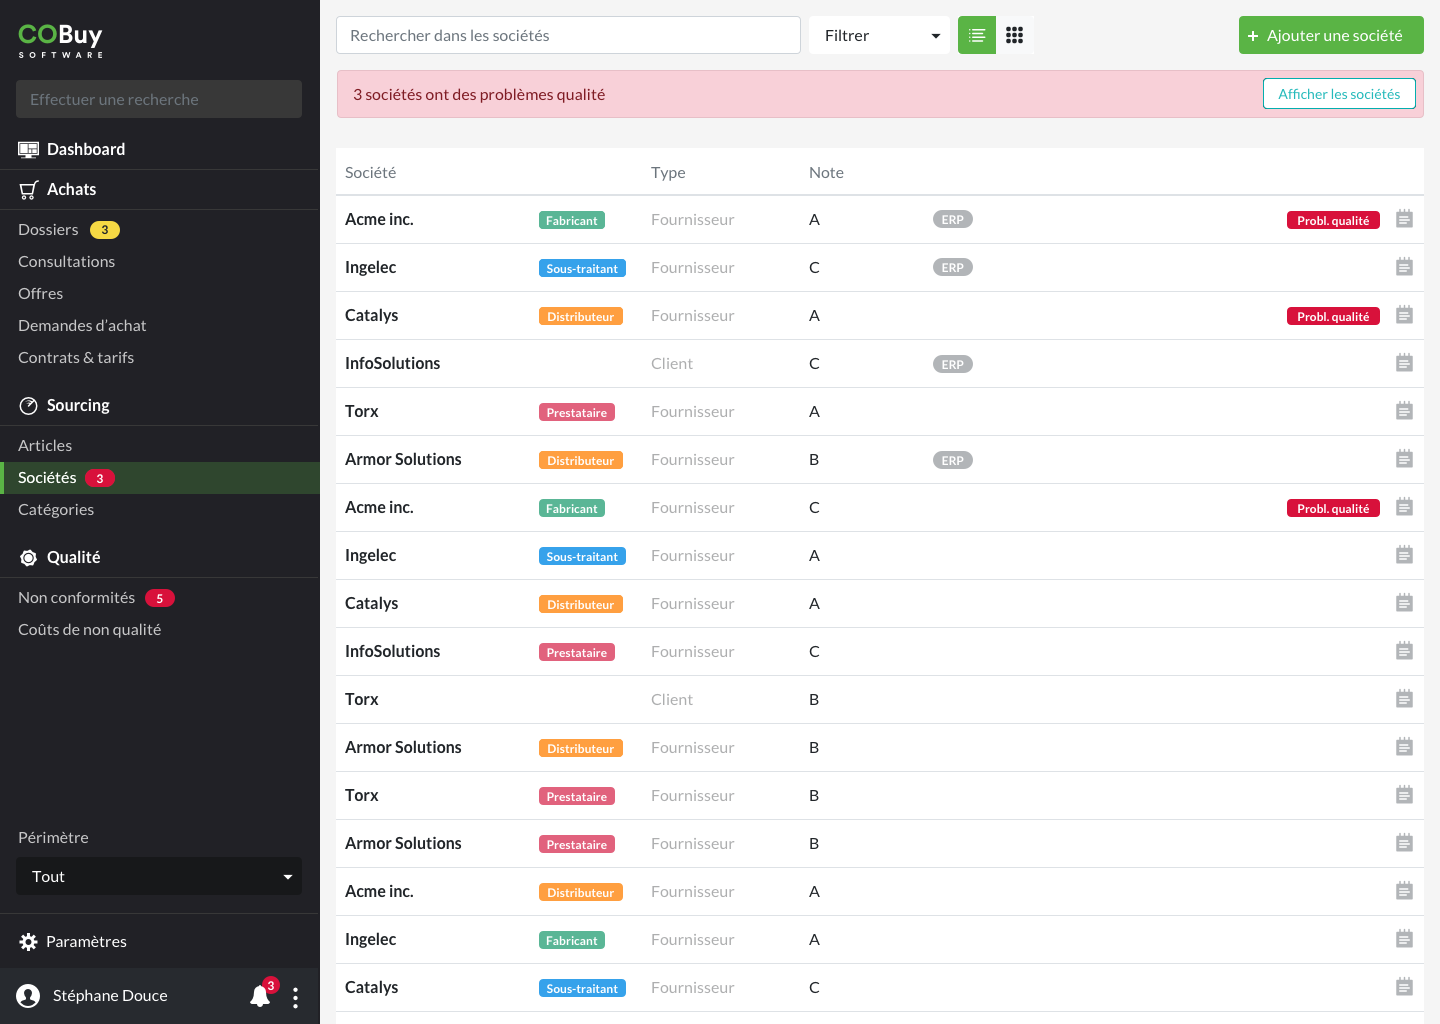 COBuy
SOFTWARE
Effectuer une recherche
Dashboard
Achats
Dossiers 3
Consultations
Offres
Demandes d’achat
Contrats & tarifs
Sourcing
Articles
Sociétés 3
Catégories
Qualité
Non conformités 5
Coûts de non qualité
Périmètre
Tout
Paramètres
Stéphane Douce 3
Rechercher dans les sociétés Filtrer + Ajouter une société
3 sociétés ont des problèmes qualité Afficher les sociétés
Société Type Note
Acme inc. Fabricant Fournisseur A ERP Probl. qualité
Ingelec Sous-traitant Fournisseur C ERP
Catalys Distributeur Fournisseur A Probl. qualité
InfoSolutions Client C ERP
Torx Prestataire Fournisseur A
Armor Solutions Distributeur Fournisseur B ERP
Acme inc. Fabricant Fournisseur C Probl. qualité
Ingelec Sous-traitant Fournisseur A
Catalys Distributeur Fournisseur A
InfoSolutions Prestataire Fournisseur C
Torx Client B
Armor Solutions Distributeur Fournisseur B
Torx Prestataire Fournisseur B
Armor Solutions Prestataire Fournisseur B
Acme inc. Distributeur Fournisseur A
Ingelec Fabricant Fournisseur A
Catalys Sous-traitant Fournisseur C